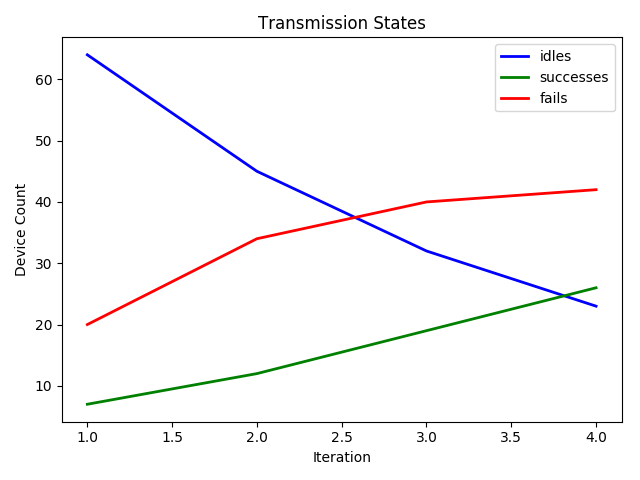 Transmission States
idles
successes
fails
Device Count
60
50
40
30
20
10
1.0 1.5 2.0 2.5 3.0 3.5 4.0
Iteration